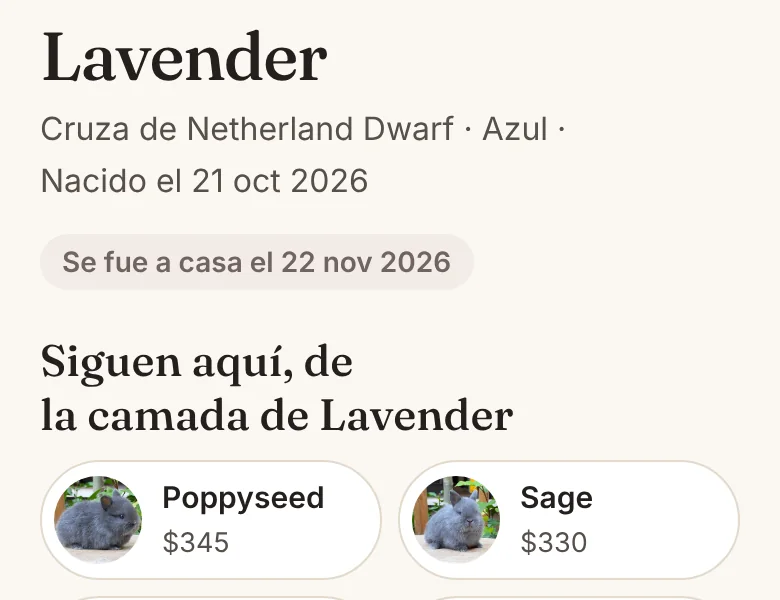 Lavender
Cruza de Netherland Dwarf · Azul ·
Nacido el 21 oct 2026
Se fue a casa el 22 nov 2026
Siguen aquí, de
la camada de Lavender
Poppyseed
$345
Sage
$330